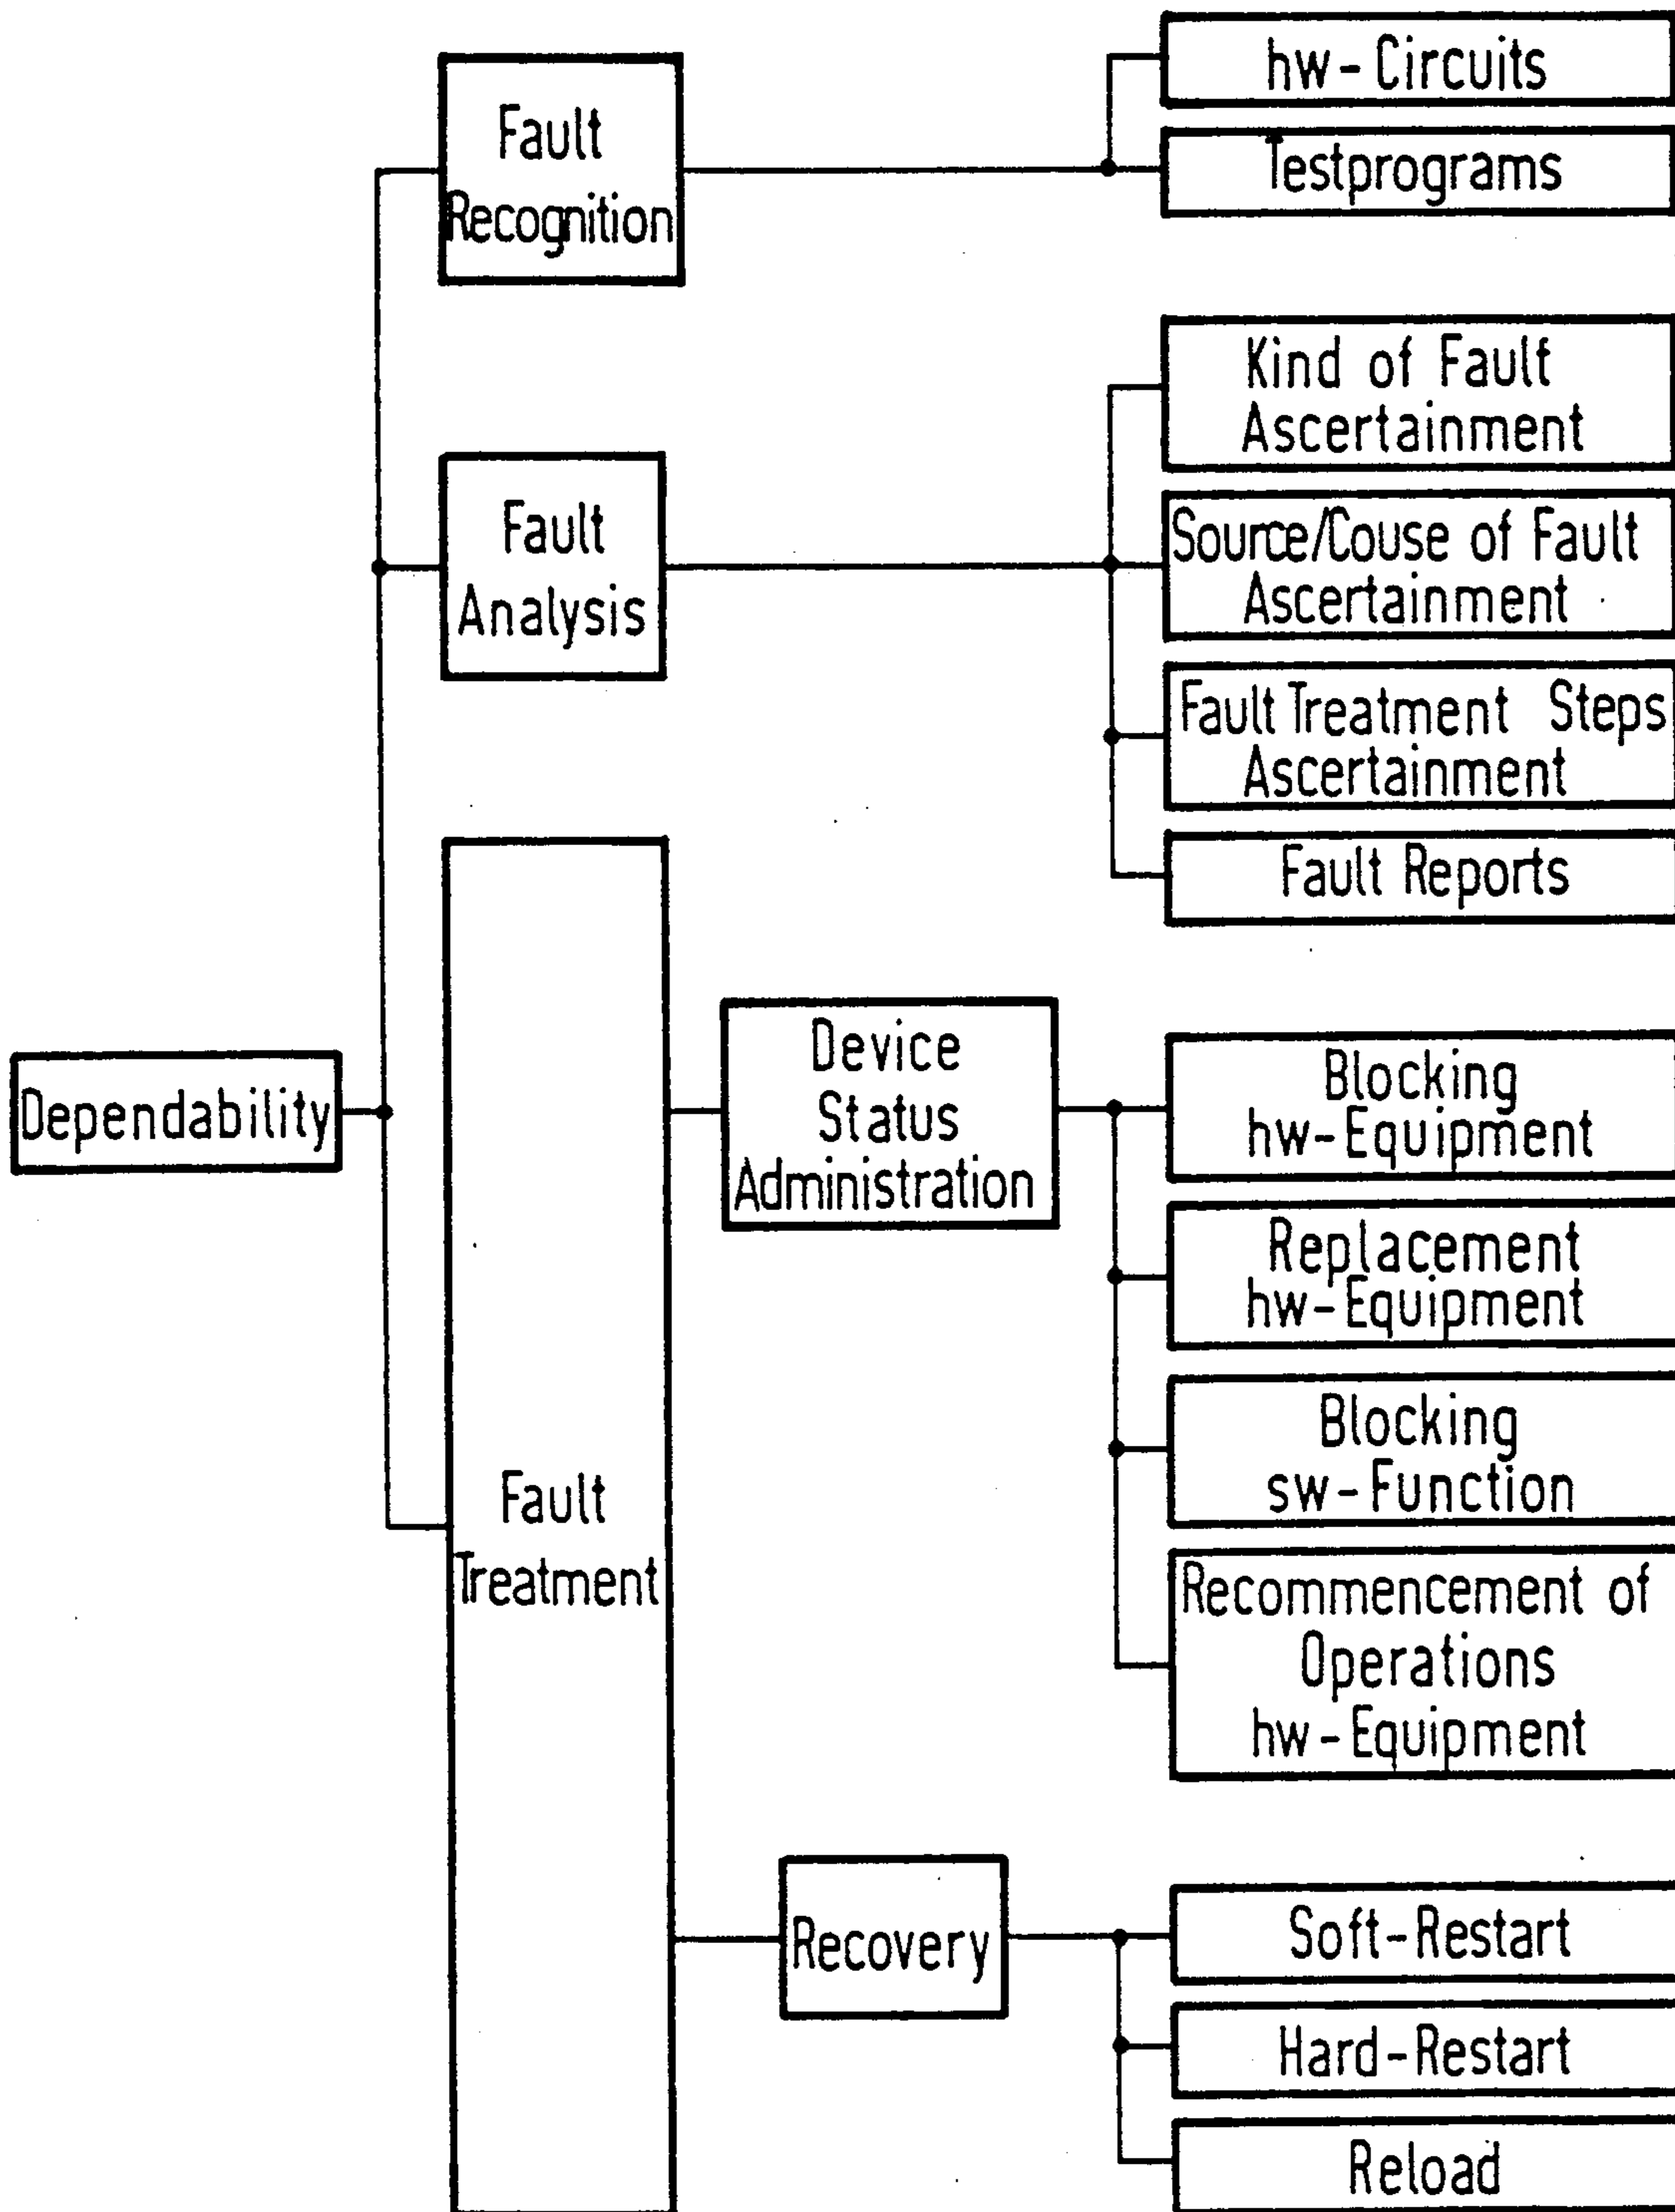 hw-Circuits
Testprograms
Fault
Recognition
Kind of Fault
Ascertainment
Source/Couse of Fault
Ascertainment
Fault Treatment Steps
Ascertainment
Fault Reports
Fault
Analysis
Dependability
Fault
Treatment
Device
Status
Administration
Blocking
hw-Equipment
Replacement
hw-Equipment
Blocking
sw-Function
Recommencement of
Operations
hw-Equipment
Recovery
Soft-Restart
Hard-Restart
Reload